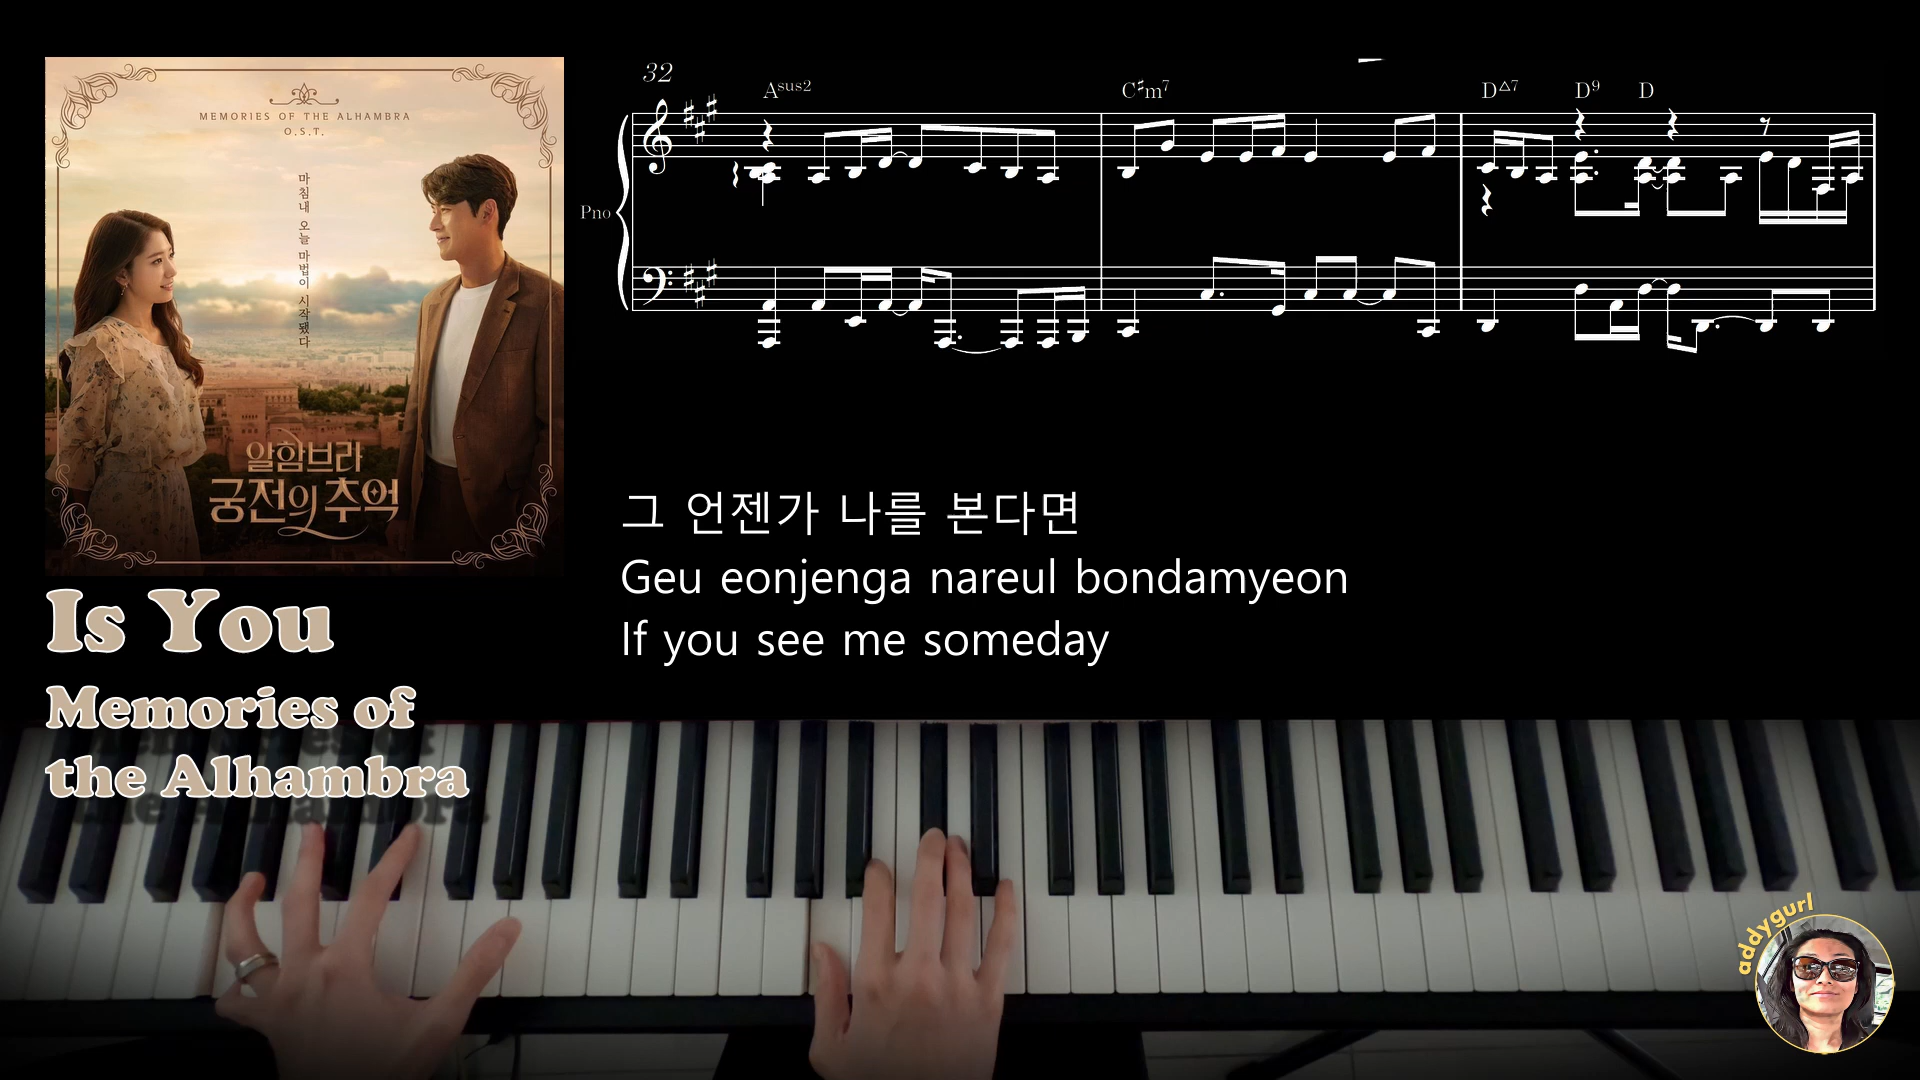 MEMORIES OF THE ALHAMBRA
O.S.T.
마침내 오늘 마법이 시작됐다
알함브라
궁전의 추억
32
Asus2
C♯m7
D△7 D9 D
Pno
그 언젠가 나를 본다면
Geu eonjenga nareul bondamyeon
If you see me someday
Is You
Memories of
the Alhambra
addygurl